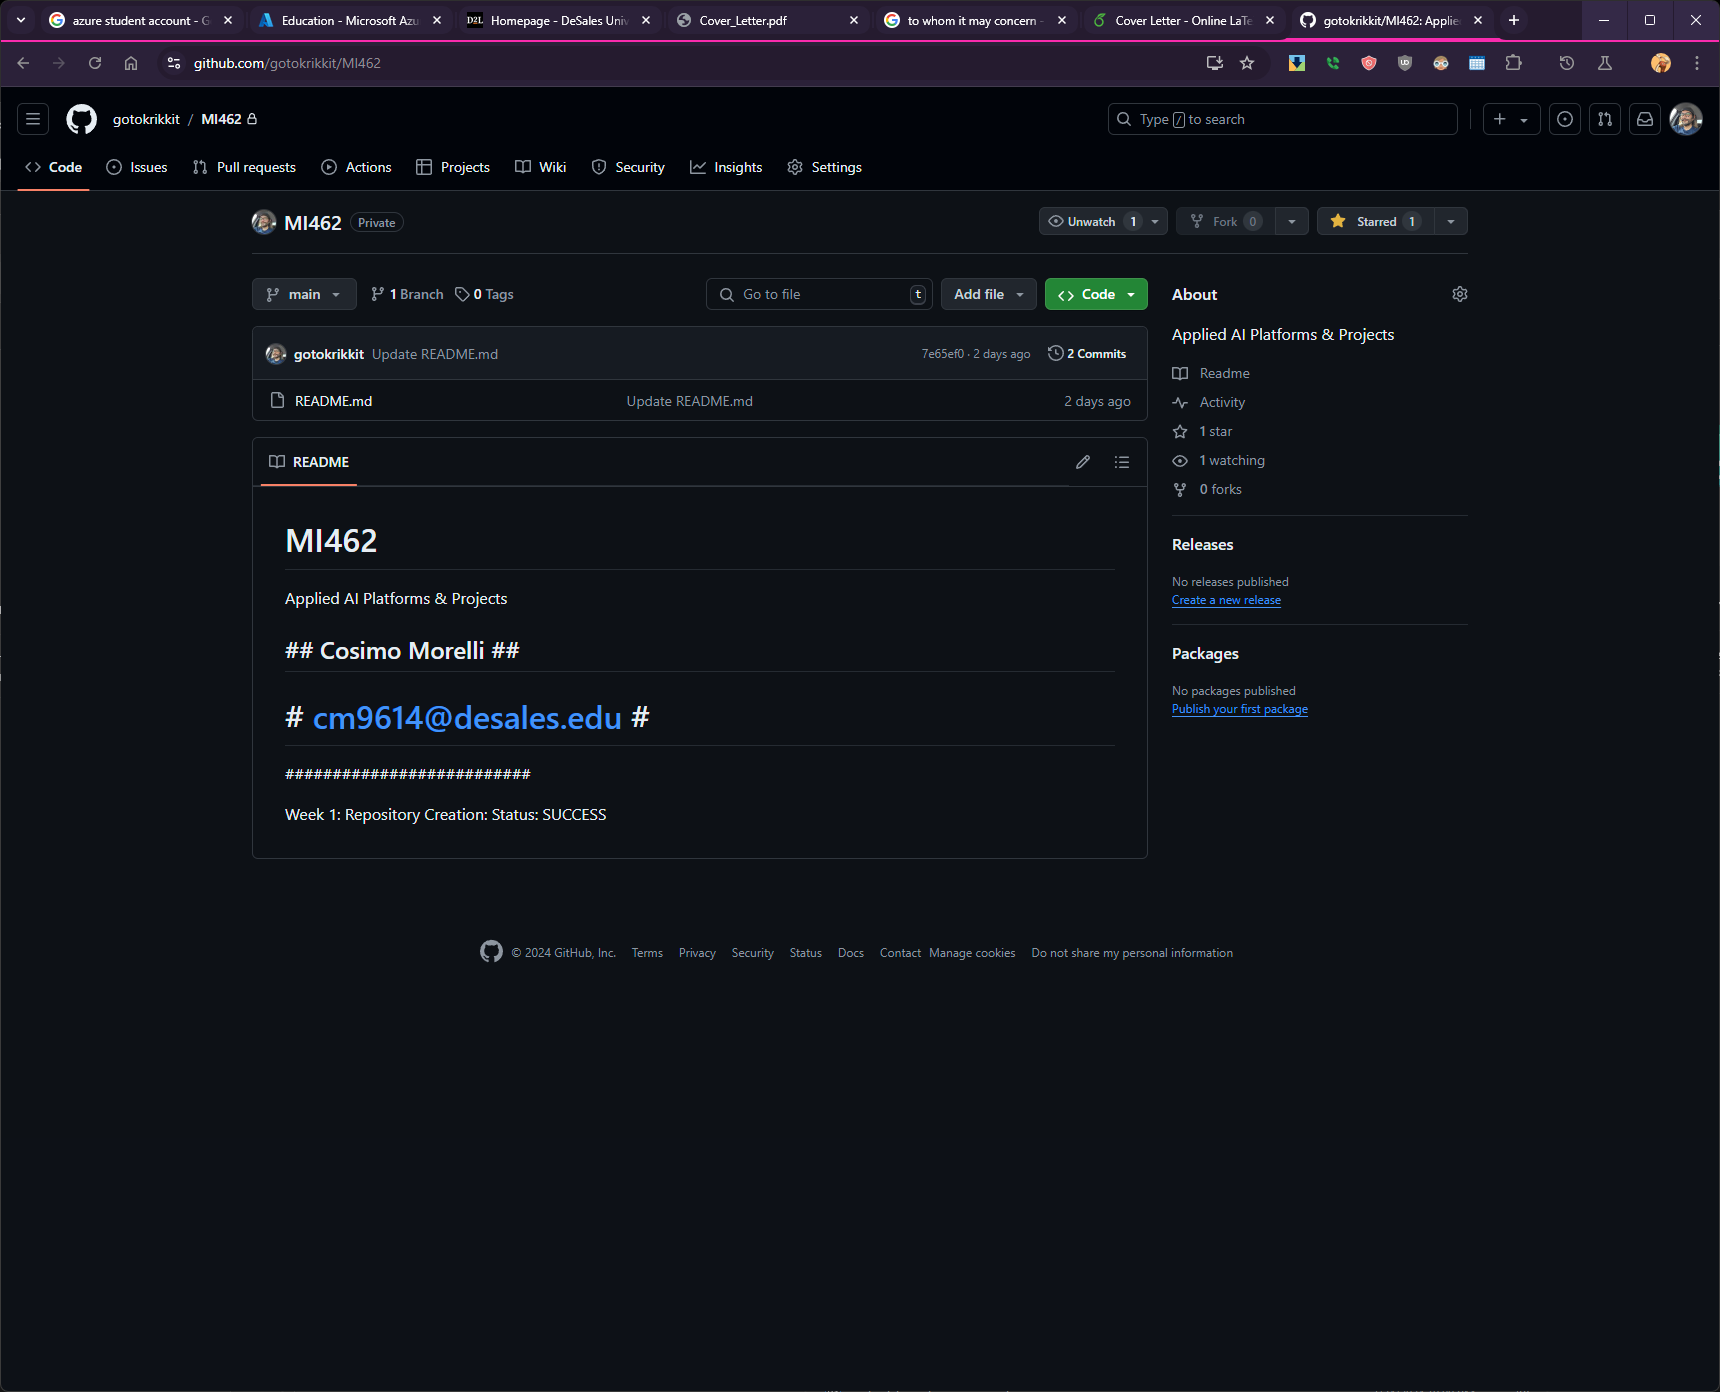 azure student account - G
Education - Microsoft Azu
D2L Homepage - DeSales Univ
Cover_Letter.pdf
to whom it may concern -
Cover Letter - Online LaTe
gotokrikkit/MI462: Applie
github.com/gotokrikkit/MI462
gotokrikkit / MI462
Type / to search
Code Issues Pull requests Actions Projects Wiki Security Insights Settings
MI462 Private
Unwatch 1 Fork 0 Starred 1
main 1 Branch 0 Tags Go to file t Add file Code
gotokrikkit Update README.md 7e65ef0 · 2 days ago 2 Commits
README.md Update README.md 2 days ago
README
MI462
Applied AI Platforms & Projects
## Cosimo Morelli ##
# cm9614@desales.edu #
##########################
Week 1: Repository Creation: Status: SUCCESS
About
Applied AI Platforms & Projects
Readme
Activity
1 star
1 watching
0 forks
Releases
No releases published
Create a new release
Packages
No packages published
Publish your first package
© 2024 GitHub, Inc. Terms Privacy Security Status Docs Contact Manage cookies Do not share my personal information